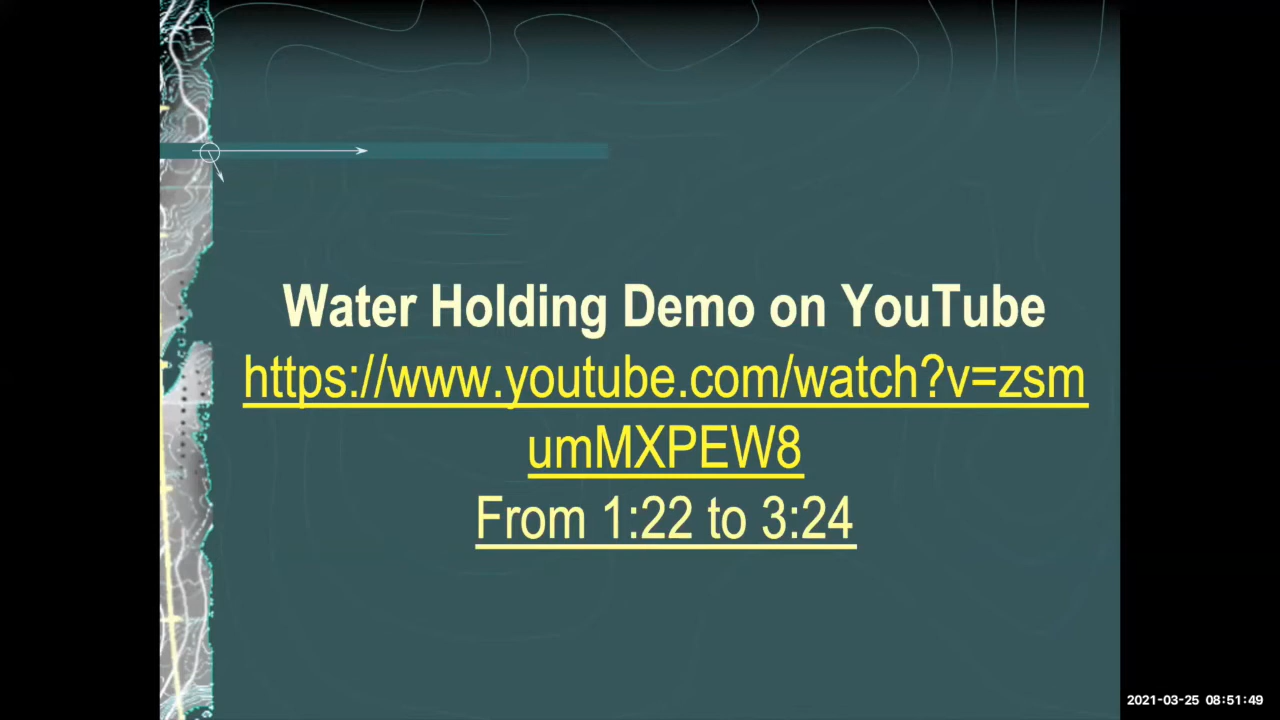 Water Holding Demo on YouTube
https://www.youtube.com/watch?v=zsm
umMXPEW8
From 1:22 to 3:24
2021-03-25 08:51:49